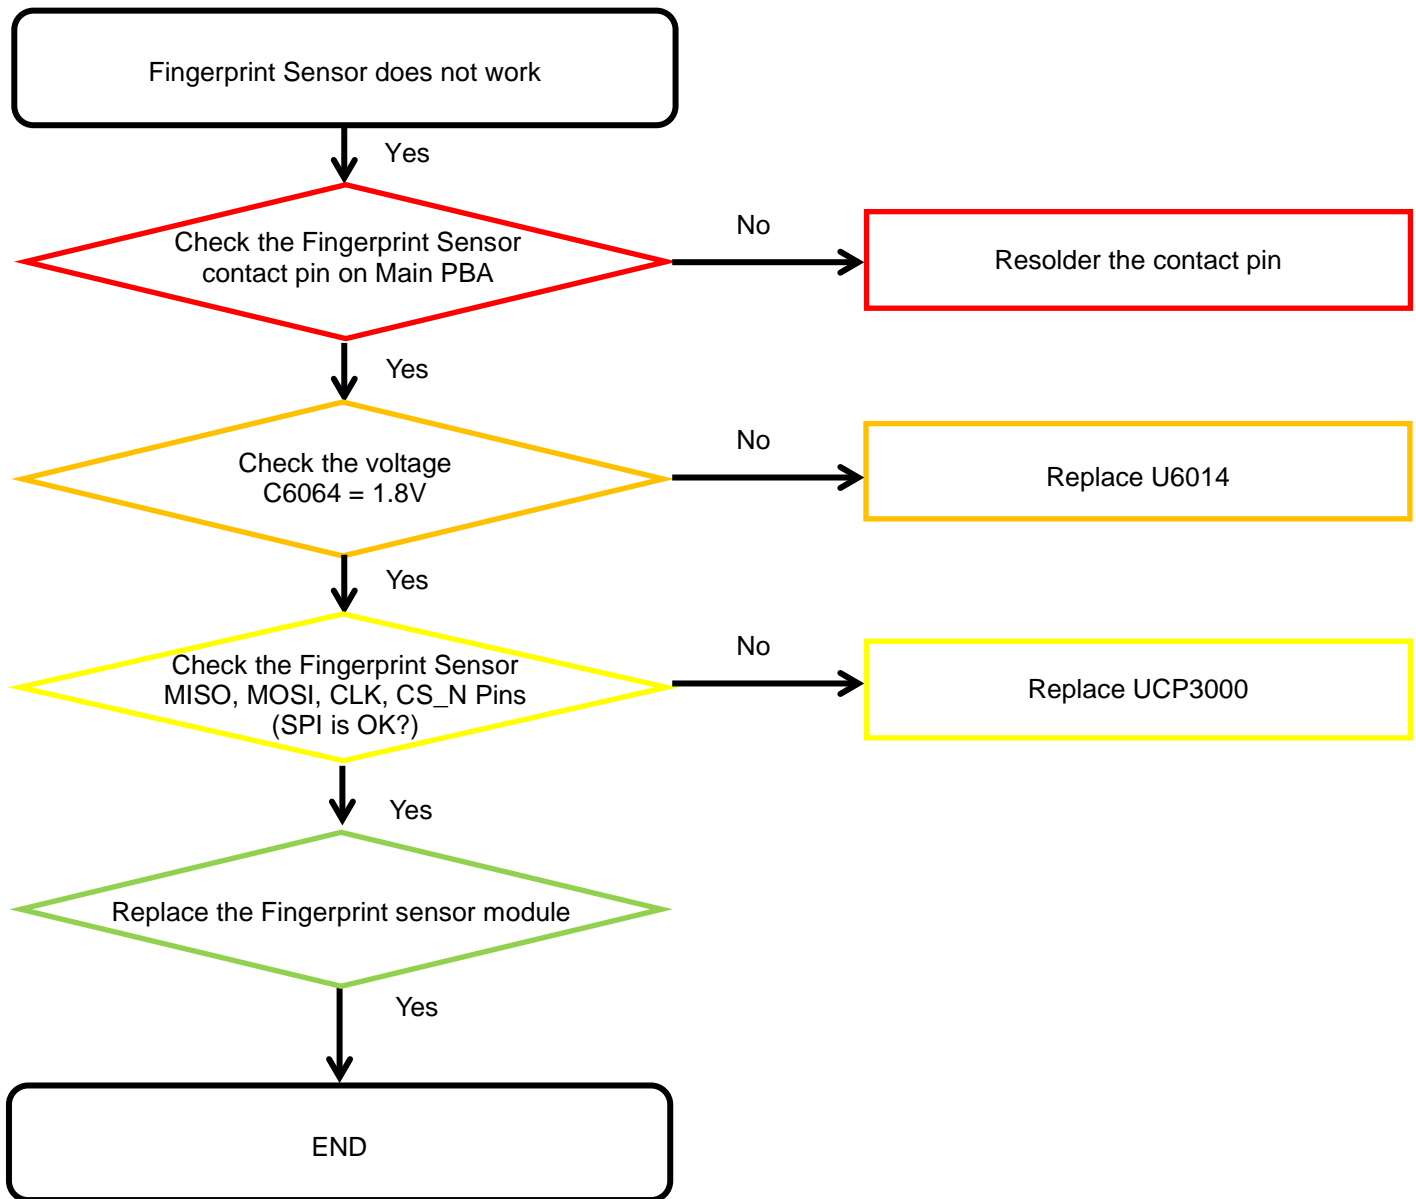 Fingerprint Sensor does not work
Yes
Check the Fingerprint Sensor
contact pin on Main PBA
No
Resolder the contact pin
Yes
Check the voltage
C6064 = 1.8V
No
Replace U6014
Yes
Check the Fingerprint Sensor
MISO, MOSI, CLK, CS_N Pins
(SPI is OK?)
No
Replace UCP3000
Yes
Replace the Fingerprint sensor module
Yes
END